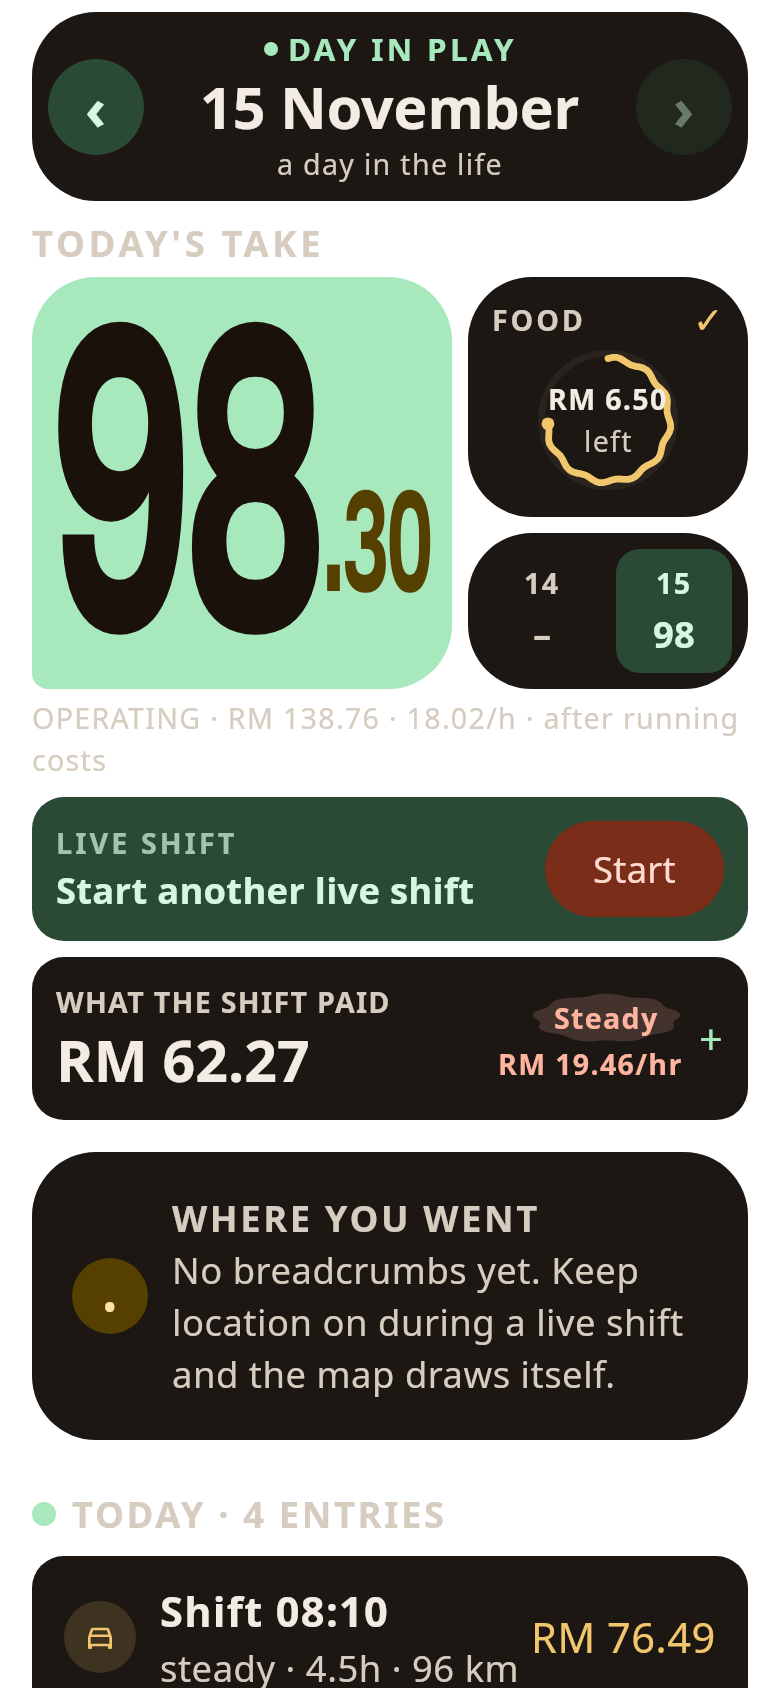 DAY IN PLAY
‹
15 November
›
a day in the life
TODAY'S TAKE
98.30
FOOD ✓
RM 6.50
left
14 15
– 98
OPERATING · RM 138.76 · 18.02/h · after running
costs
LIVE SHIFT
Start another live shift
Start
WHAT THE SHIFT PAID
RM 62.27
Steady
RM 19.46/hr
+
WHERE YOU WENT
No breadcrumbs yet. Keep
location on during a live shift
and the map draws itself.
TODAY · 4 ENTRIES
Shift 08:10
RM 76.49
steady · 4.5h · 96 km